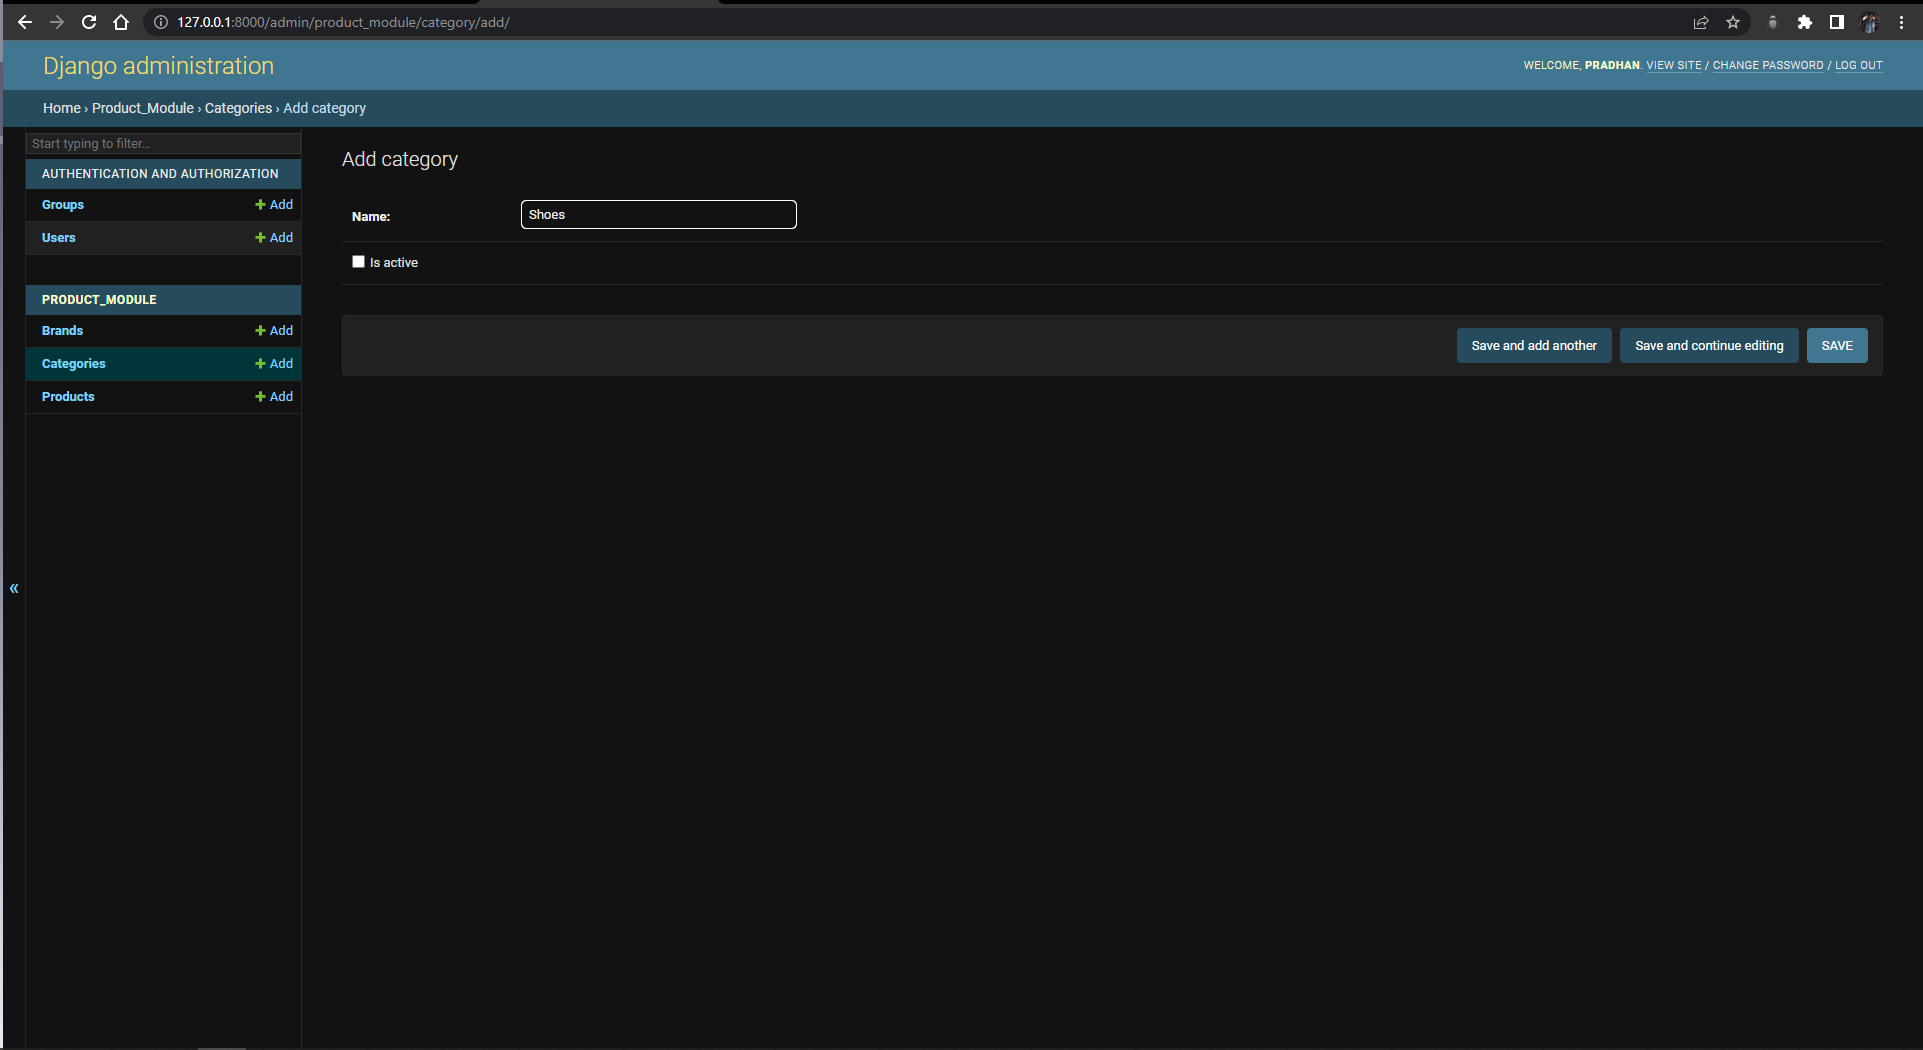 127.0.0.1:8000/admin/product_module/category/add/
Django administration
WELCOME, PRADHAN. VIEW SITE / CHANGE PASSWORD / LOG OUT
Home › Product_Module › Categories › Add category
Start typing to filter...
AUTHENTICATION AND AUTHORIZATION
Groups + Add
Users + Add
PRODUCT_MODULE
Brands + Add
Categories + Add
Products + Add
«
Add category
Name: Shoes
Is active
Save and add another Save and continue editing SAVE